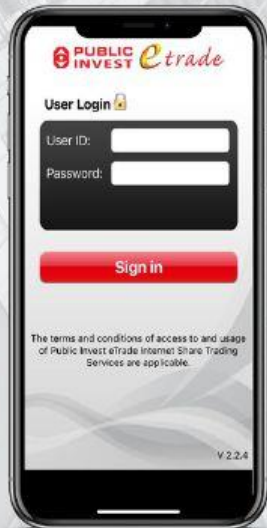 PUBLIC INVEST etrade
User Login
User ID:
Password:
Sign in
The terms and conditions of access to and usage
of Public Invest eTrade Internet Share Trading
Services are applicable.
V 2.2.4